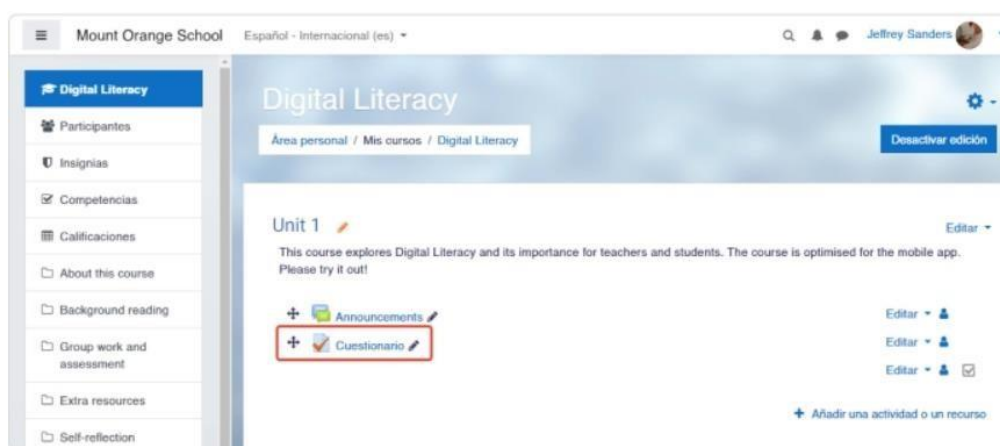 Mount Orange School Español - Internacional (es) Jeffrey Sanders
Digital Literacy
Participantes
Insignias
Competencias
Calificaciones
About this course
Background reading
Group work and
assessment
Extra resources
Self-reflection
Digital Literacy
Área personal / Mis cursos / Digital Literacy
Desactivar edición
Unit 1
Editar
This course explores Digital Literacy and its importance for teachers and students. The course is optimised for the mobile app.
Please try it out!
Announcements
Editar
Cuestionario
Editar
Editar
Añadir una actividad o un recurso